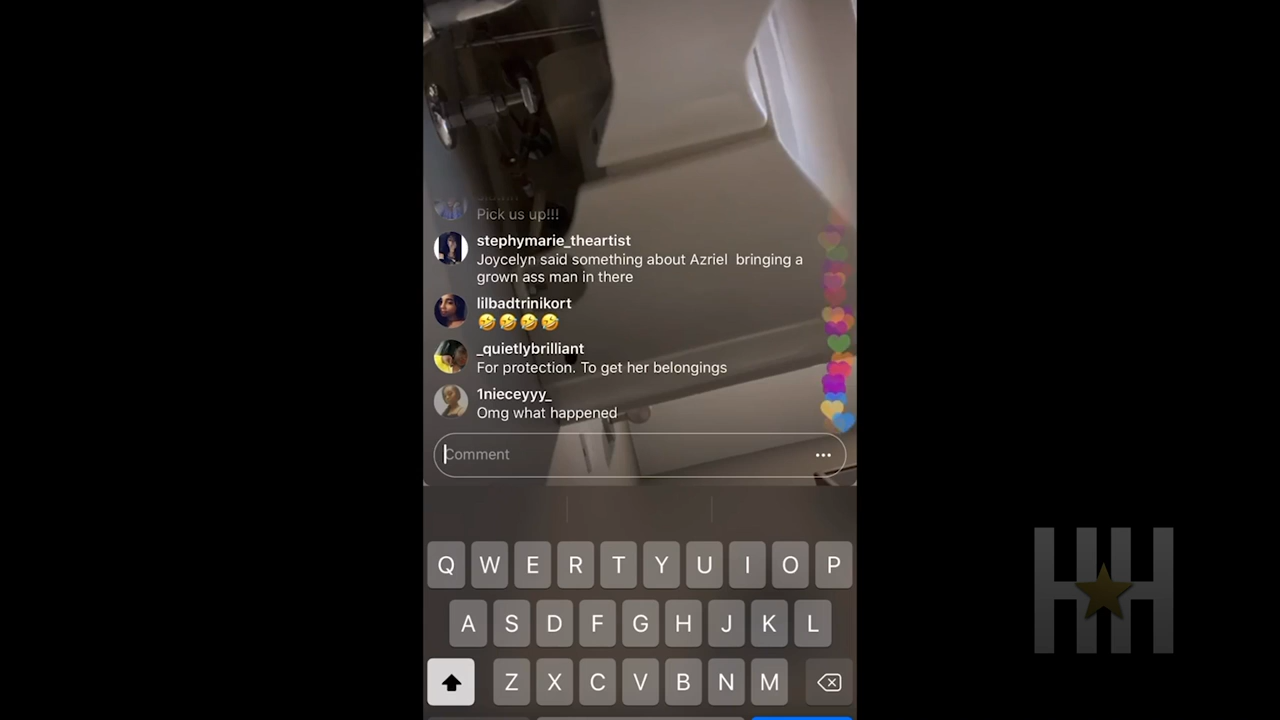 Pick us up!!!
stephymarie_theartist
Joycelyn said something about Azriel  bringing a
grown ass man in there
lilbadtrinikort
🤣🤣🤣🤣
_quietlybrilliant
For protection. To get her belongings
1nieceyyy_
Omg what happened
Comment
Q W E R T Y U I O P
A S D F G H J K L
Z X C V B N M
HH